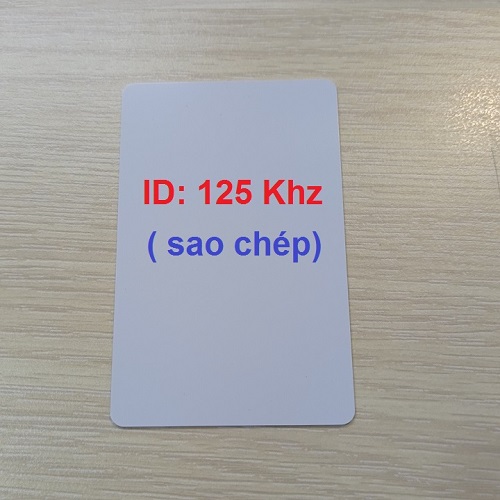 ID: 125 Khz
( sao chép)